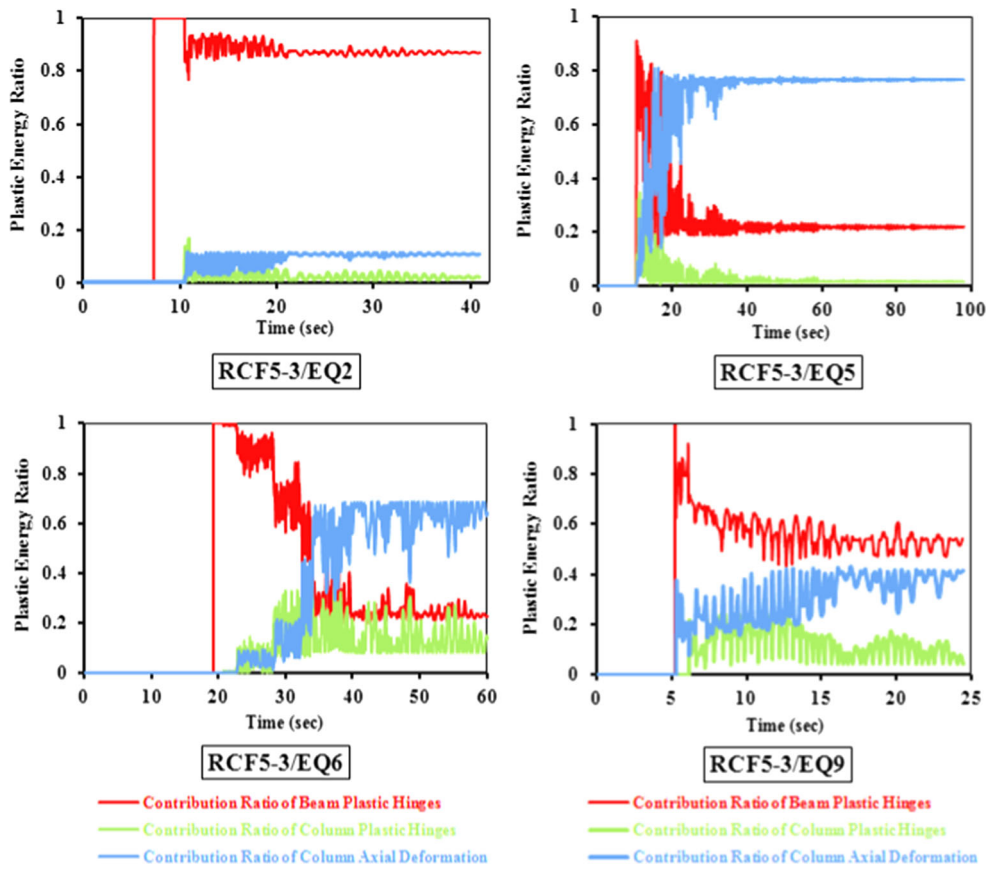 Plastic Energy Ratio
1
0.8
0.6
0.4
0.2
0
0
10
20
30
40
Time (sec)
RCF5-3/EQ2
Plastic Energy Ratio
1
0.8
0.6
0.4
0.2
0
0
20
40
60
80
100
Time (sec)
RCF5-3/EQ5
Plastic Energy Ratio
1
0.8
0.6
0.4
0.2
0
0
10
20
30
40
50
60
Time (sec)
RCF5-3/EQ6
Plastic Energy Ratio
1
0.8
0.6
0.4
0.2
0
0
5
10
15
20
25
Time (sec)
RCF5-3/EQ9
Contribution Ratio of Beam Plastic Hinges
Contribution Ratio of Column Plastic Hinges
Contribution Ratio of Column Axial Deformation
Contribution Ratio of Beam Plastic Hinges
Contribution Ratio of Column Plastic Hinges
Contribution Ratio of Column Axial Deformation